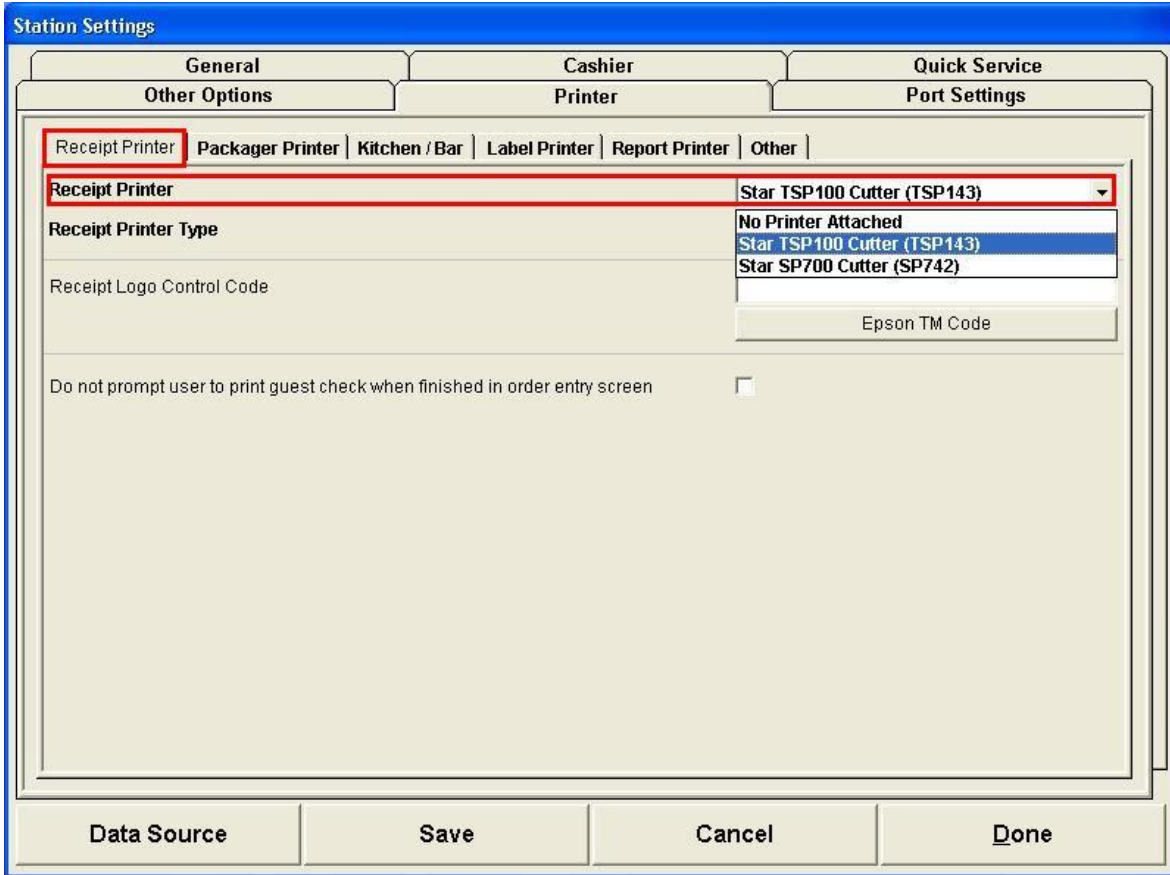 Station Settings
General Cashier Quick Service
Other Options Printer Port Settings
Receipt Printer Packager Printer Kitchen / Bar Label Printer Report Printer Other
Receipt Printer Star TSP100 Cutter (TSP143)
No Printer Attached
Receipt Printer Type
Star TSP100 Cutter (TSP143)
Star SP700 Cutter (SP742)
Receipt Logo Control Code
Epson TM Code
Do not prompt user to print guest check when finished in order entry screen
Data Source Save Cancel Done